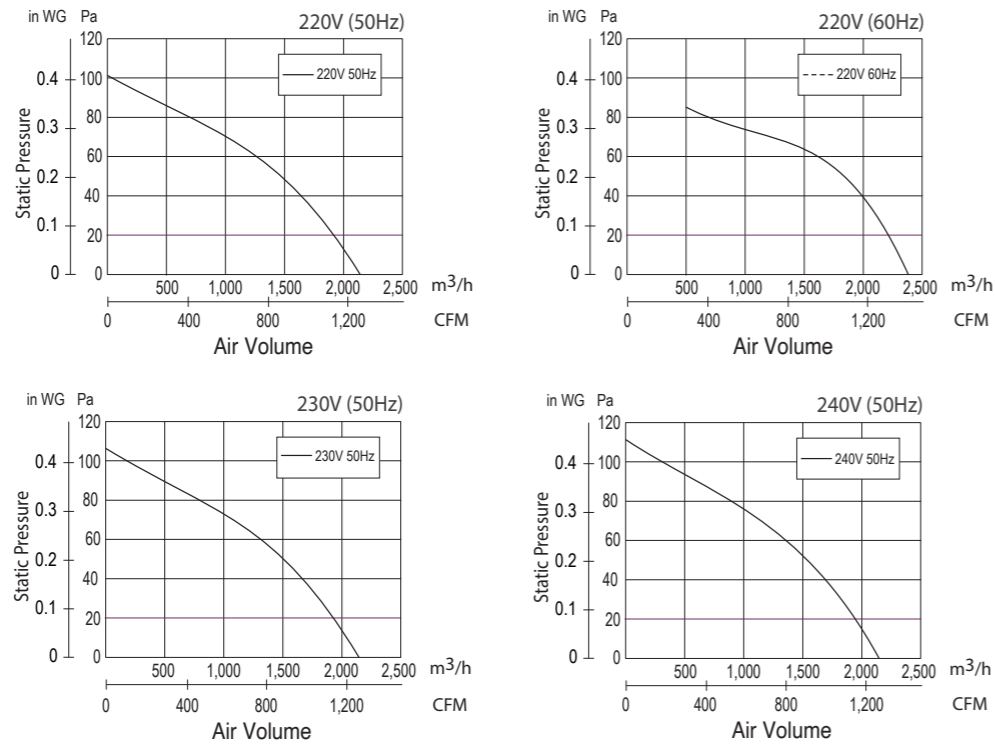 in WG Pa 220V (50Hz)
120
0.4 100 220V 50Hz
80
0.3
60
0.2
40
0.1
20
0 0
Static Pressure
500 1,000 1,500 2,000 2,500 m3/h
0 400 800 1,200 CFM
Air Volume
in WG Pa 220V (60Hz)
120
0.4 100 220V 60Hz
80
0.3
60
0.2
40
0.1
20
0 0
Static Pressure
500 1,000 1,500 2,000 2,500 m3/h
0 400 800 1,200 CFM
Air Volume
in WG Pa 230V (50Hz)
120
0.4 100 230V 50Hz
80
0.3
60
0.2
40
0.1
20
0 0
Static Pressure
500 1,000 1,500 2,000 2,500 m3/h
0 400 800 1,200 CFM
Air Volume
in WG Pa 240V (50Hz)
120
0.4 100 240V 50Hz
80
0.3
60
0.2
40
0.1
20
0 0
Static Pressure
500 1,000 1,500 2,000 2,500 m3/h
0 400 800 1,200 CFM
Air Volume